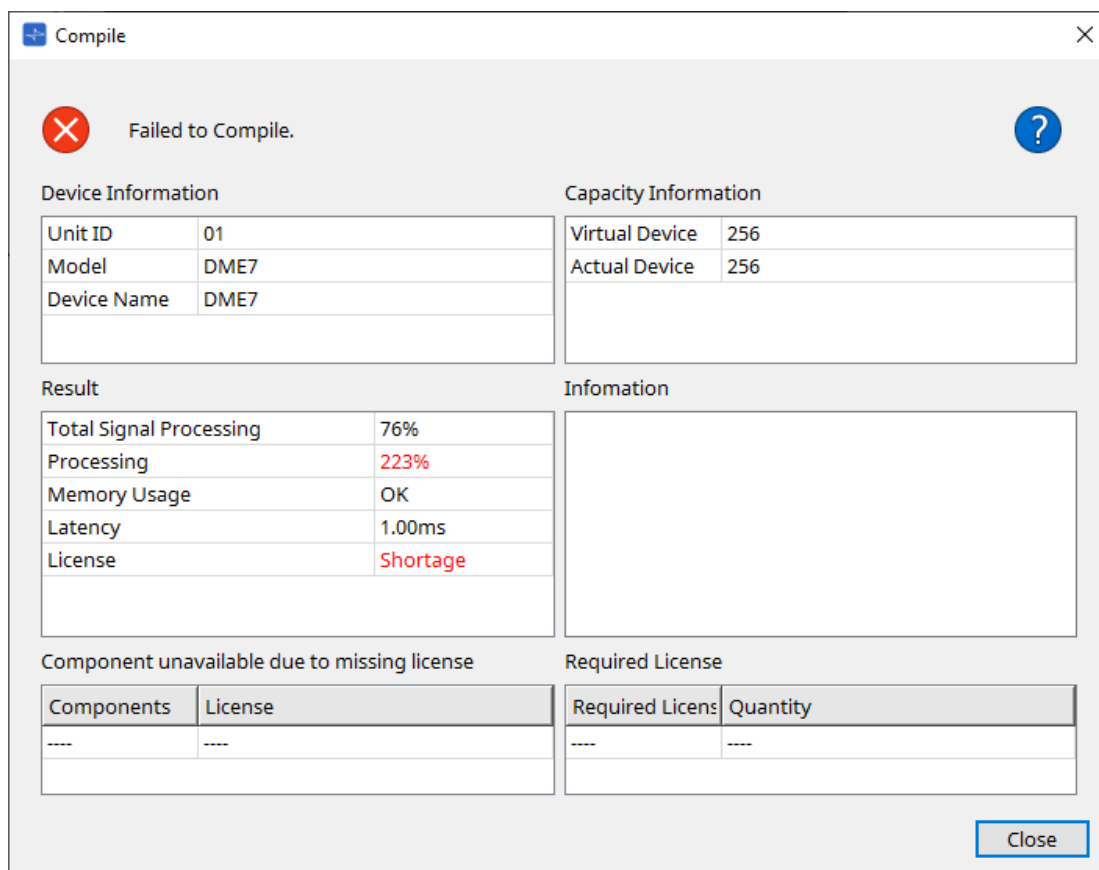 Compile
Failed to Compile.
?
Device Information
Unit ID 01
Model DME7
Device Name DME7
Capacity Information
Virtual Device 256
Actual Device 256
Result
Total Signal Processing 76%
Processing 223%
Memory Usage OK
Latency 1.00ms
License Shortage
Infomation
Component unavailable due to missing license
Components License
---- ----
Required License
Required Licens Quantity
---- ----
Close